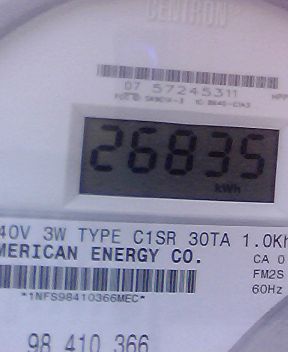 CENTRON
07 57245311
26835
kWh
40V 3W TYPE C1SR 30TA 1.0Kh
MERICAN ENERGY CO.
CA 0
FM2S
*1NFS98410366MEC*
60Hz
98 410 366